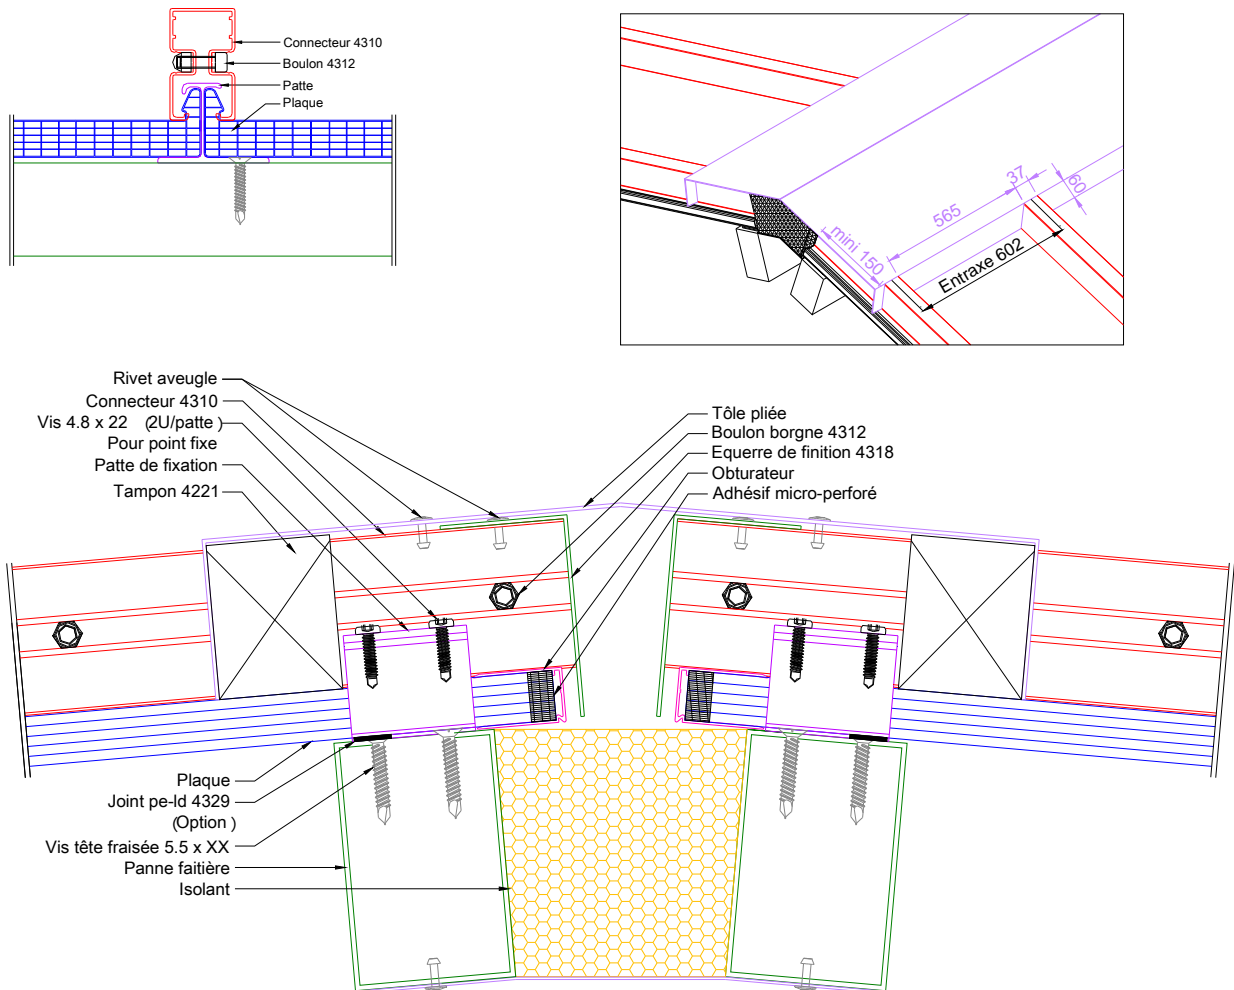 Connecteur 4310
Boulon 4312
Patte
Plaque
37
60
565
mini 150
Entraxe 602
Rivet aveugle
Connecteur 4310
Vis 4.8 x 22 (2U/patte )
Pour point fixe
Patte de fixation
Tampon 4221
Tôle pliée
Boulon borgne 4312
Equerre de finition 4318
Obturateur
Adhésif micro-perforé
Plaque
Joint pe-ld 4329
(Option )
Vis tête fraisée 5.5 x XX
Panne faitière
Isolant